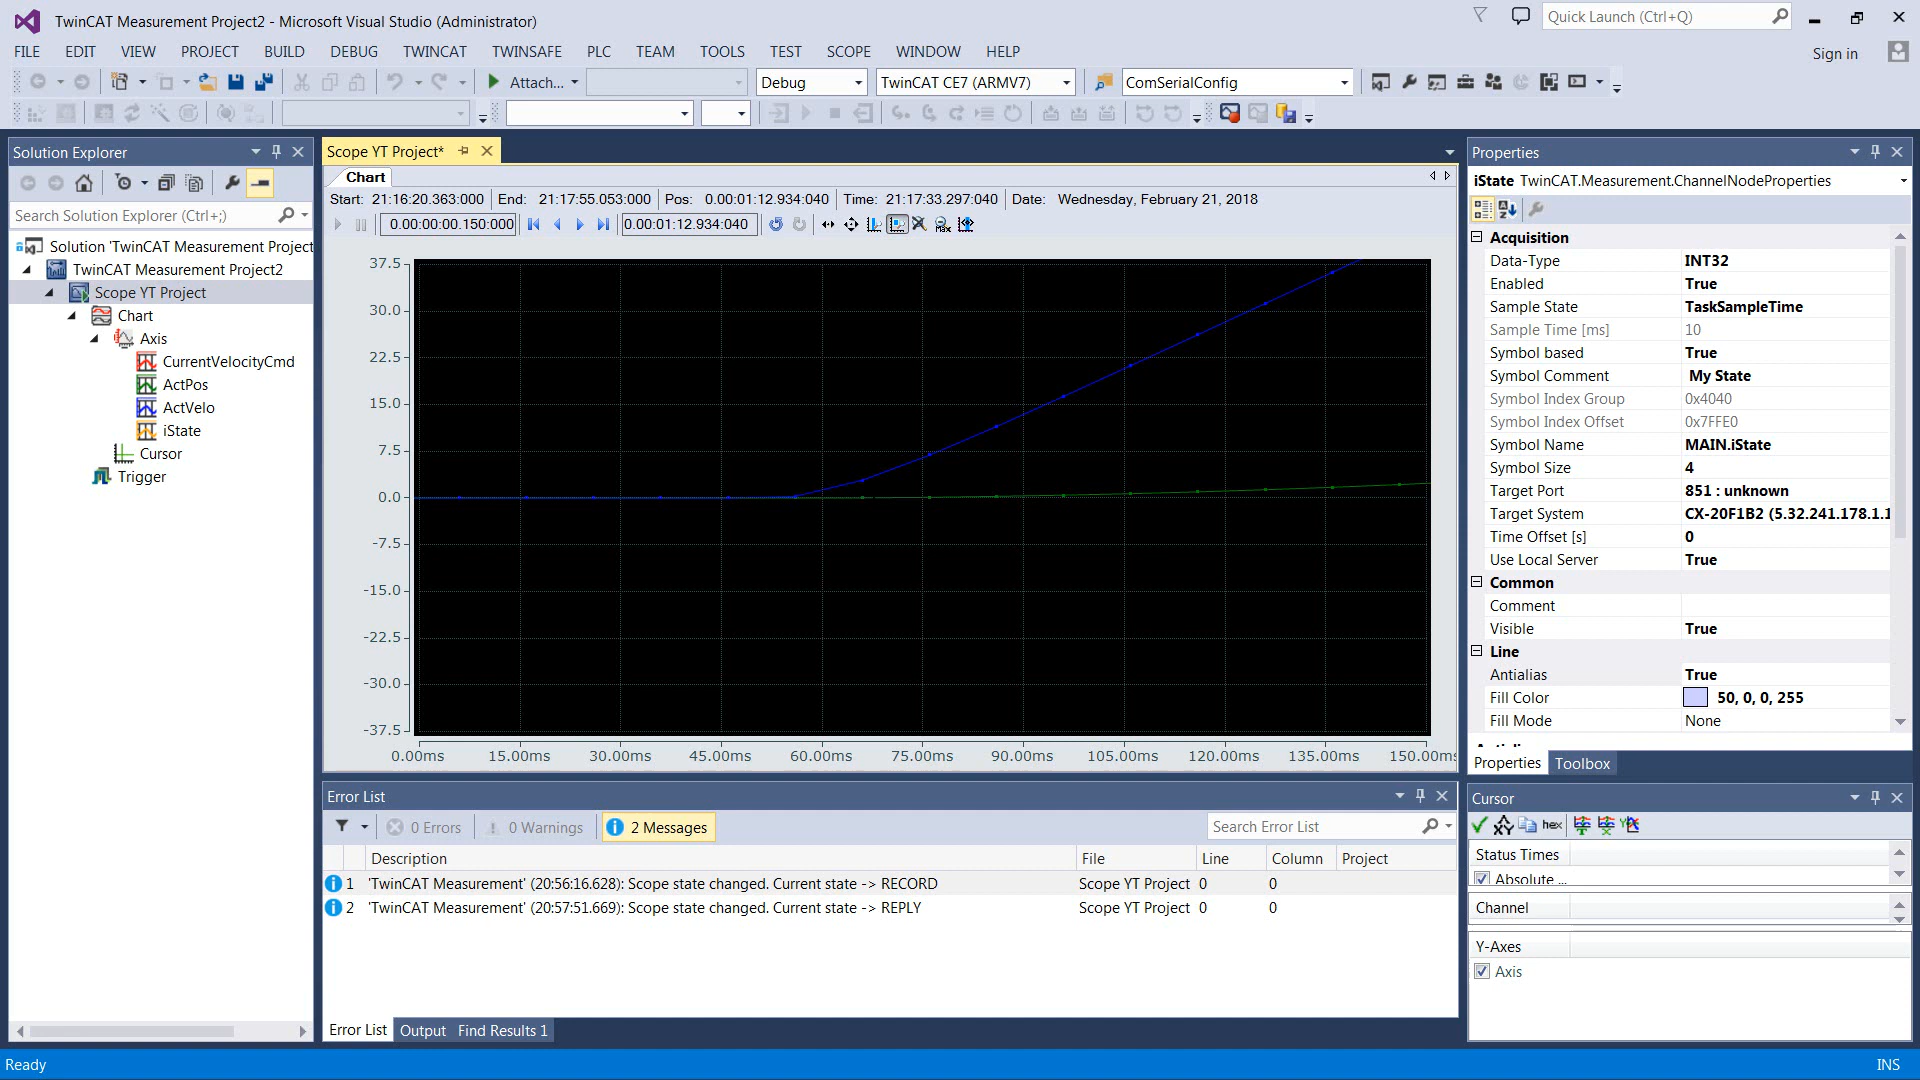 TwinCAT Measurement Project2 - Microsoft Visual Studio (Administrator)
Quick Launch (Ctrl+Q)
FILE EDIT VIEW PROJECT BUILD DEBUG TWINCAT TWINSAFE PLC TEAM TOOLS TEST SCOPE WINDOW HELP
Sign in
Attach... Debug TwinCAT CE7 (ARMV7) ComSerialConfig
Solution Explorer
Search Solution Explorer (Ctrl+;)
Solution 'TwinCAT Measurement Project
TwinCAT Measurement Project2
Scope YT Project
Chart
Axis
CurrentVelocityCmd
ActPos
ActVelo
iState
Cursor
Trigger
Scope YT Project*
Chart
Start: 21:16:20.363:000 End: 21:17:55.053:000 Pos: 0.00:01:12.934:040 Time: 21:17:33.297:040 Date: Wednesday, February 21, 2018
0.00:00:00.150:000 0.00:01:12.934:040
37.5
30.0
22.5
15.0
7.5
0.0
-7.5
-15.0
-22.5
-30.0
-37.5
0.00ms 15.00ms 30.00ms 45.00ms 60.00ms 75.00ms 90.00ms 105.00ms 120.00ms 135.00ms 150.00ms
Error List
0 Errors 0 Warnings 2 Messages
Search Error List
Description File Line Column Project
1 'TwinCAT Measurement' (20:56:16.628): Scope state changed. Current state -> RECORD Scope YT Project 0 0
2 'TwinCAT Measurement' (20:57:51.669): Scope state changed. Current state -> REPLY Scope YT Project 0 0
Error List Output Find Results 1
Properties
iState TwinCAT.Measurement.ChannelNodeProperties
Acquisition
Data-Type INT32
Enabled True
Sample State TaskSampleTime
Sample Time [ms] 10
Symbol based True
Symbol Comment My State
Symbol Index Group 0x4040
Symbol Index Offset 0x7FFE0
Symbol Name MAIN.iState
Symbol Size 4
Target Port 851 : unknown
Target System CX-20F1B2 (5.32.241.178.1.1
Time Offset [s] 0
Use Local Server True
Common
Comment
Visible True
Line
Antialias True
Fill Color 50, 0, 0, 255
Fill Mode None
Properties Toolbox
Cursor
hex
Status Times
Absolute ...
Channel
Y-Axes
Axis
Ready
INS